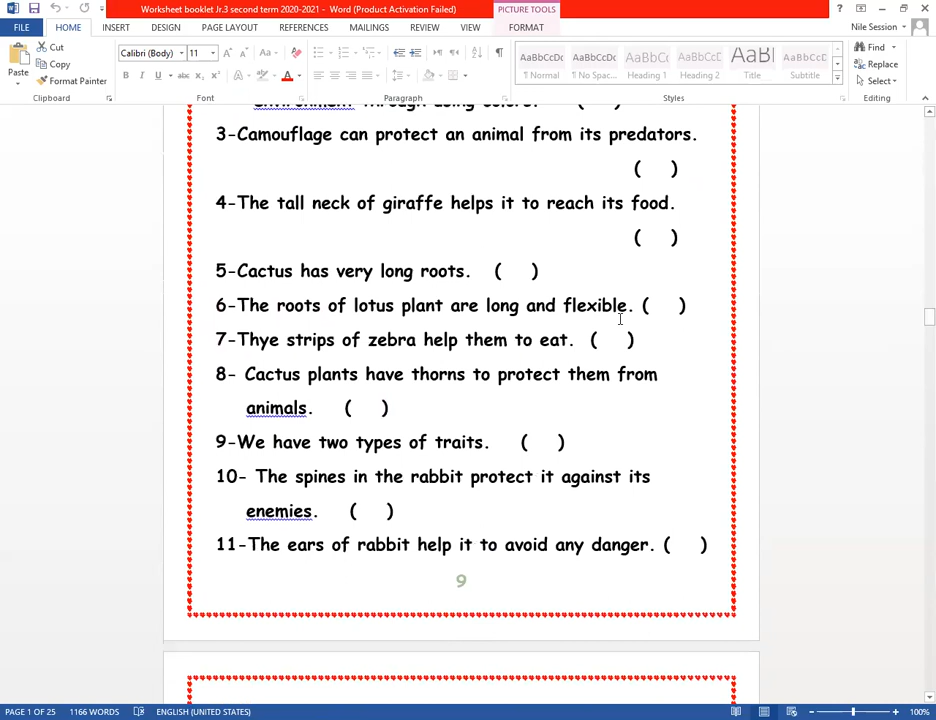 Worksheet booklet Jr.3 second term 2020-2021 - Word (Product Activation Failed)
PICTURE TOOLS
FILE HOME INSERT DESIGN PAGE LAYOUT REFERENCES MAILINGS REVIEW VIEW FORMAT
Nile Session
Paste
Cut
Copy
Format Painter
Clipboard
Calibri (Body) 11
Font
Paragraph
AaBbCcDc AaBbCcDc AaBbCc AaBbCc AaBl AaBbCcD
¶ Normal ¶ No Spac... Heading 1 Heading 2 Title Subtitle
Styles
Find
Replace
Select
Editing
3-Camouflage can protect an animal from its predators.
( )
4-The tall neck of giraffe helps it to reach its food.
( )
5-Cactus has very long roots. ( )
6-The roots of lotus plant are long and flexible. ( )
7-Thye strips of zebra help them to eat. ( )
8- Cactus plants have thorns to protect them from
animals. ( )
9-We have two types of traits. ( )
10- The spines in the rabbit protect it against its
enemies. ( )
11-The ears of rabbit help it to avoid any danger. ( )
9
PAGE 1 OF 25 1166 WORDS ENGLISH (UNITED STATES) 100%